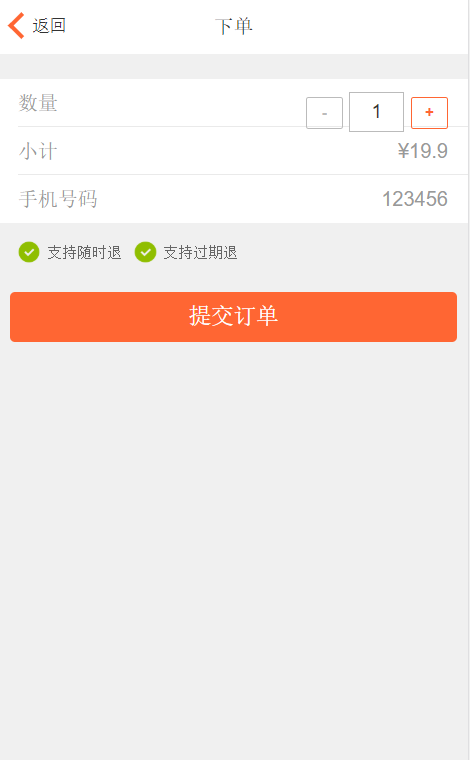 返回 下单
数量 - 1 +
小计 ¥19.9
手机号码 123456
支持随时退 支持过期退
提交订单